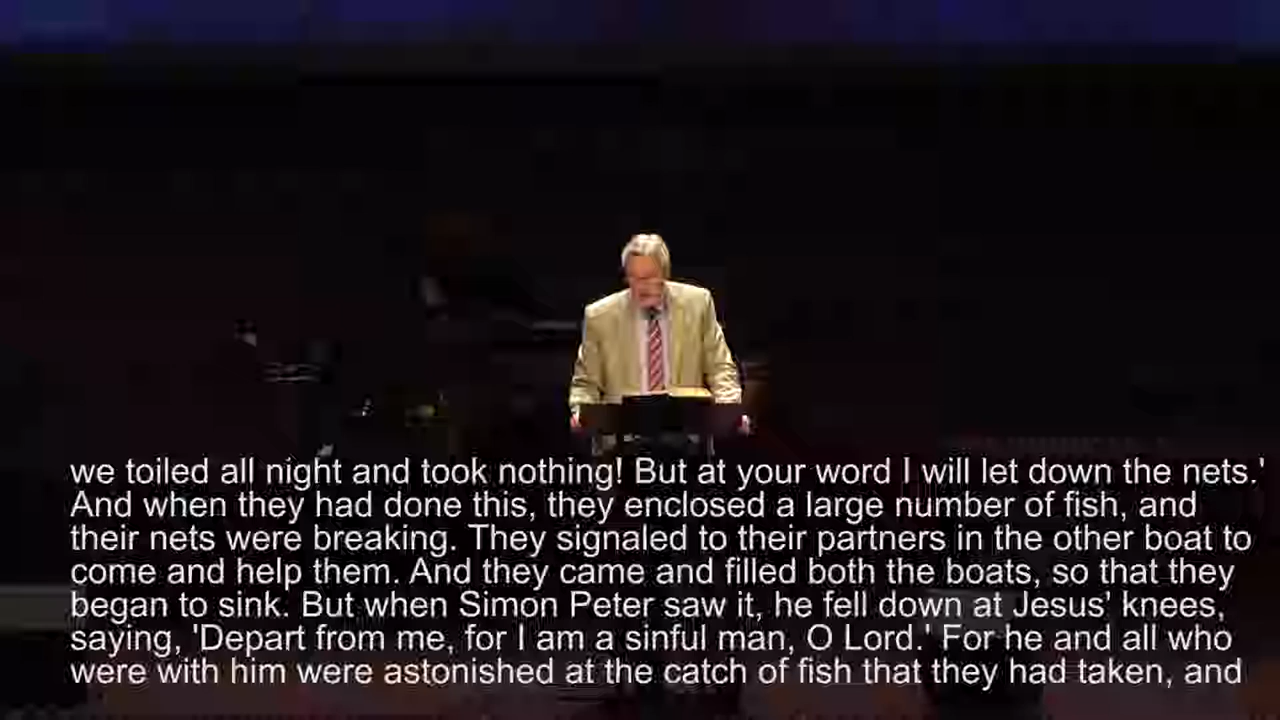 we toiled all night and took nothing! But at your word I will let down the nets.'
And when they had done this, they enclosed a large number of fish, and
their nets were breaking. They signaled to their partners in the other boat to
come and help them. And they came and filled both the boats, so that they
began to sink. But when Simon Peter saw it, he fell down at Jesus' knees,
saying, 'Depart from me, for I am a sinful man, O Lord.' For he and all who
were with him were astonished at the catch of fish that they had taken, and